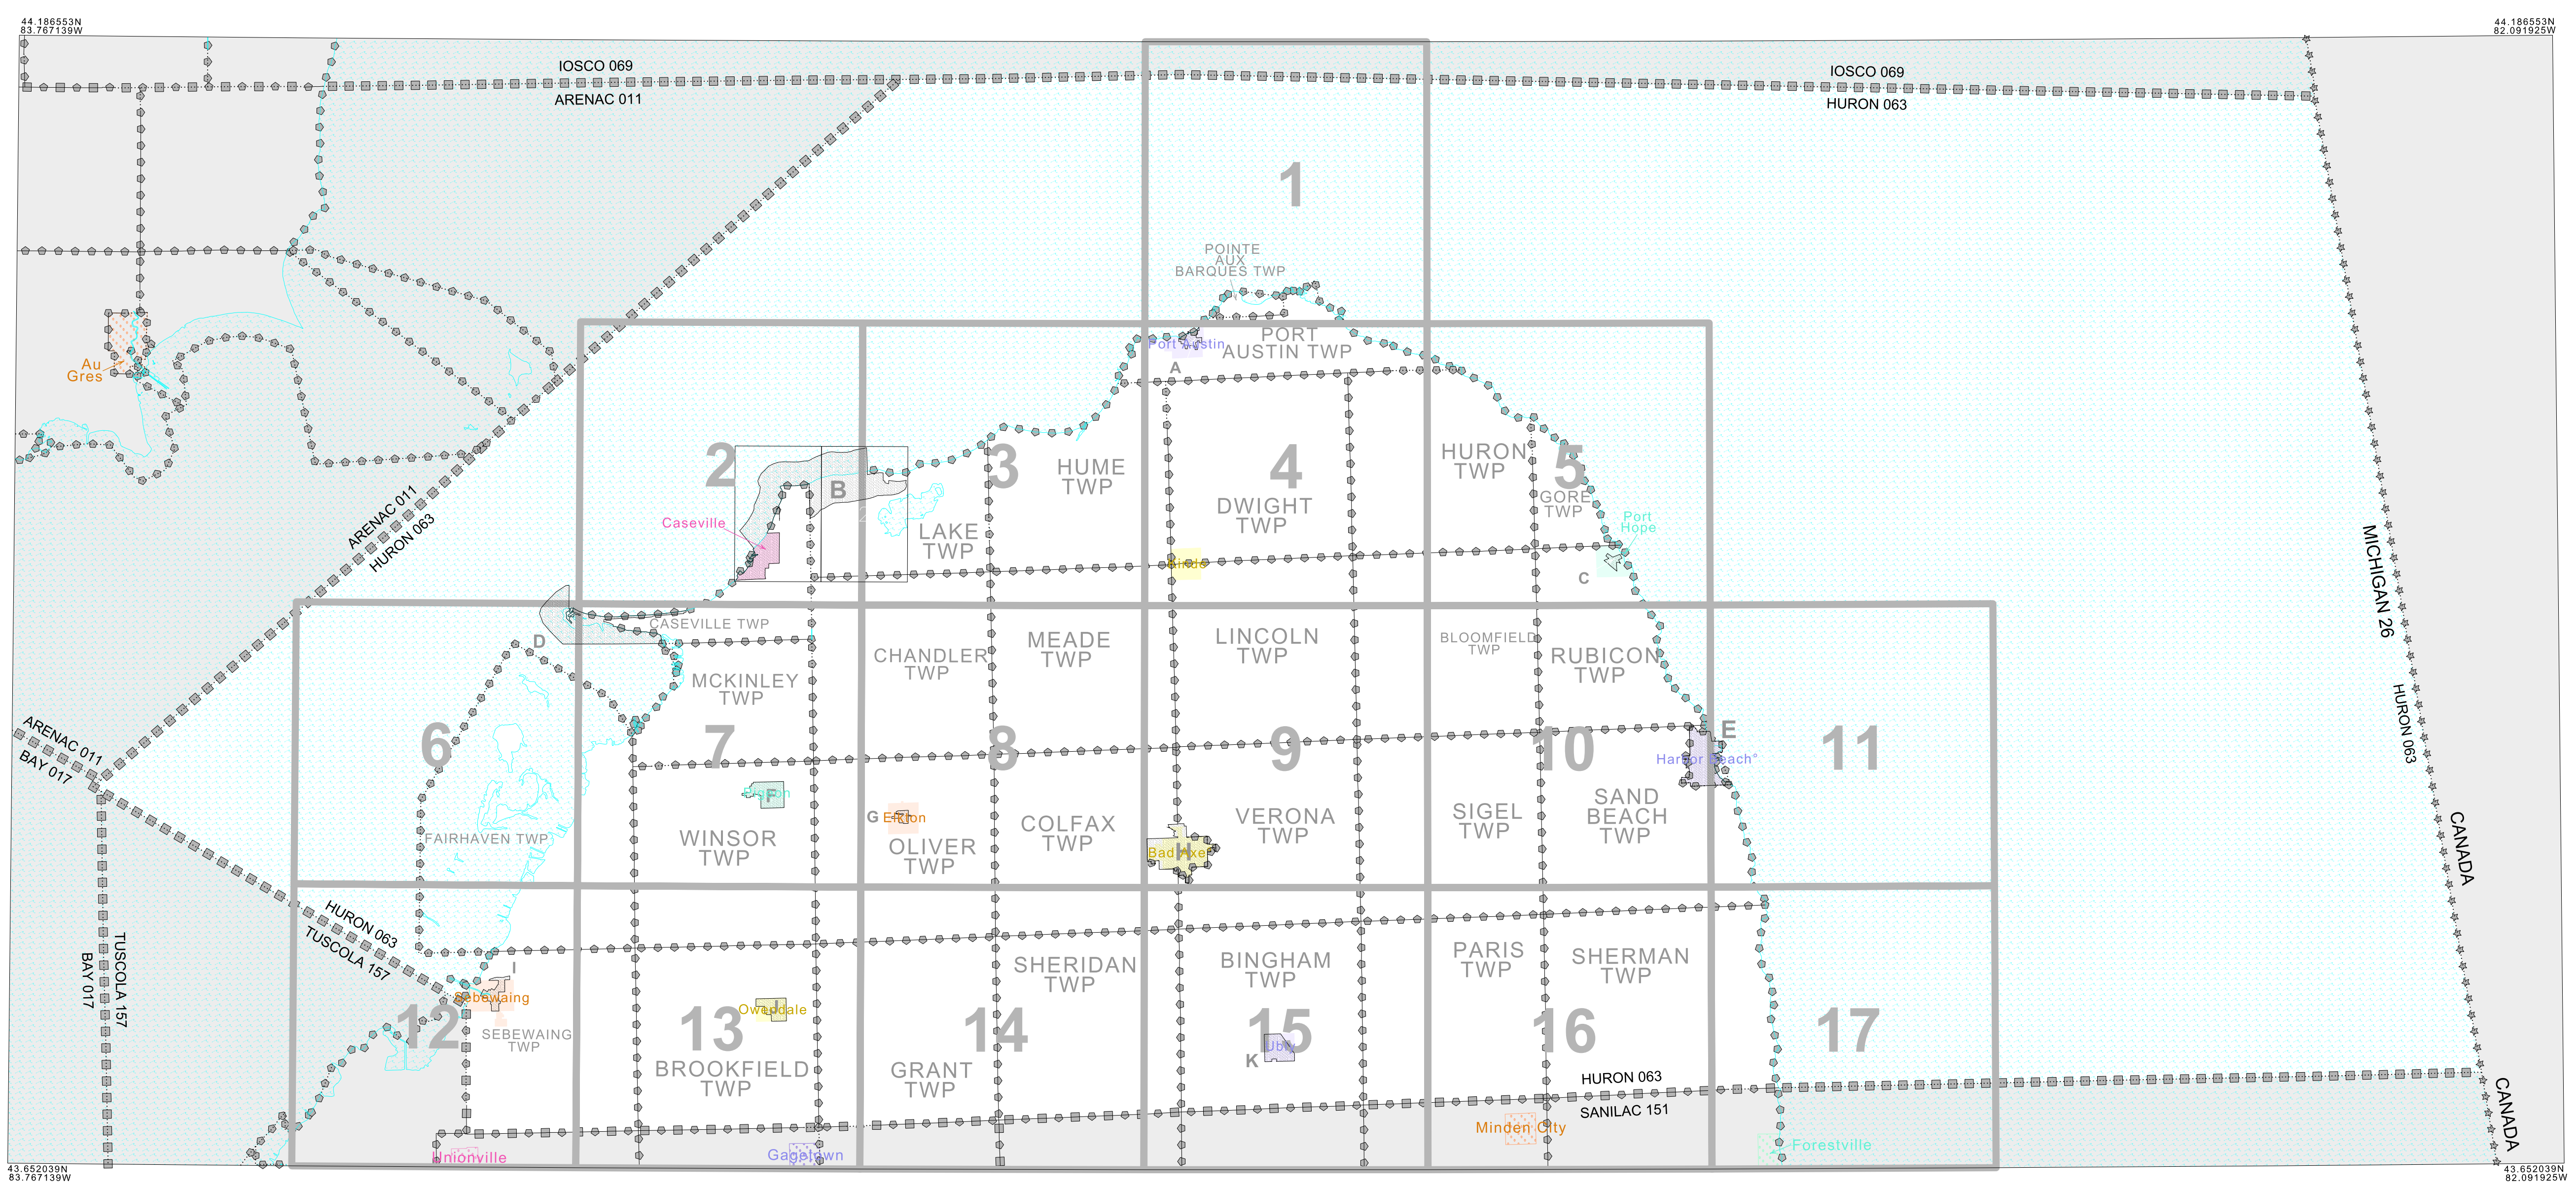 44.186553N
83.767139W
44.186553N
82.091925W
IOSCO 069
ARENAC 011
IOSCO 069
HURON 063
1
POINTE
AUX
BARQUES TWP
Port Austin
PORT
AUSTIN TWP
A
Au
Gres
2
3
4
5
B
HUME
TWP
HURON
TWP
DWIGHT
TWP
GORE
TWP
Caseville
LAKE
TWP
Port
Hope
C
ARENAC 011
HURON 063
MICHIGAN 26
HURON 063
CASEVILLE TWP
D
MEADE
TWP
LINCOLN
TWP
BLOOMFIELD
TWP
CHANDLER
TWP
RUBICON
TWP
MCKINLEY
TWP
ARENAC 011
BAY 017
6
7
8
9
10
11
E
Harbor Beach°
F
G
Elkton
FAIRHAVEN TWP
WINSOR
TWP
OLIVER
TWP
COLFAX
TWP
VERONA
TWP
SIGEL
TWP
SAND
BEACH
TWP
CANADA
Bad Axe
H
HURON 063
TUSCOLA 157
TUSCOLA 157
BAY 017
I
Sebewaing
SHERIDAN
TWP
BINGHAM
TWP
PARIS
TWP
SHERMAN
TWP
Owendale
J
12
13
14
15
16
17
SEBEWAING
TWP
Ubly
K
BROOKFIELD
TWP
GRANT
TWP
HURON 063
SANILAC 151
CANADA
Minden City
Unionville
Gagetown
Forestville
43.652039N
83.767139W
43.652039N
82.091925W